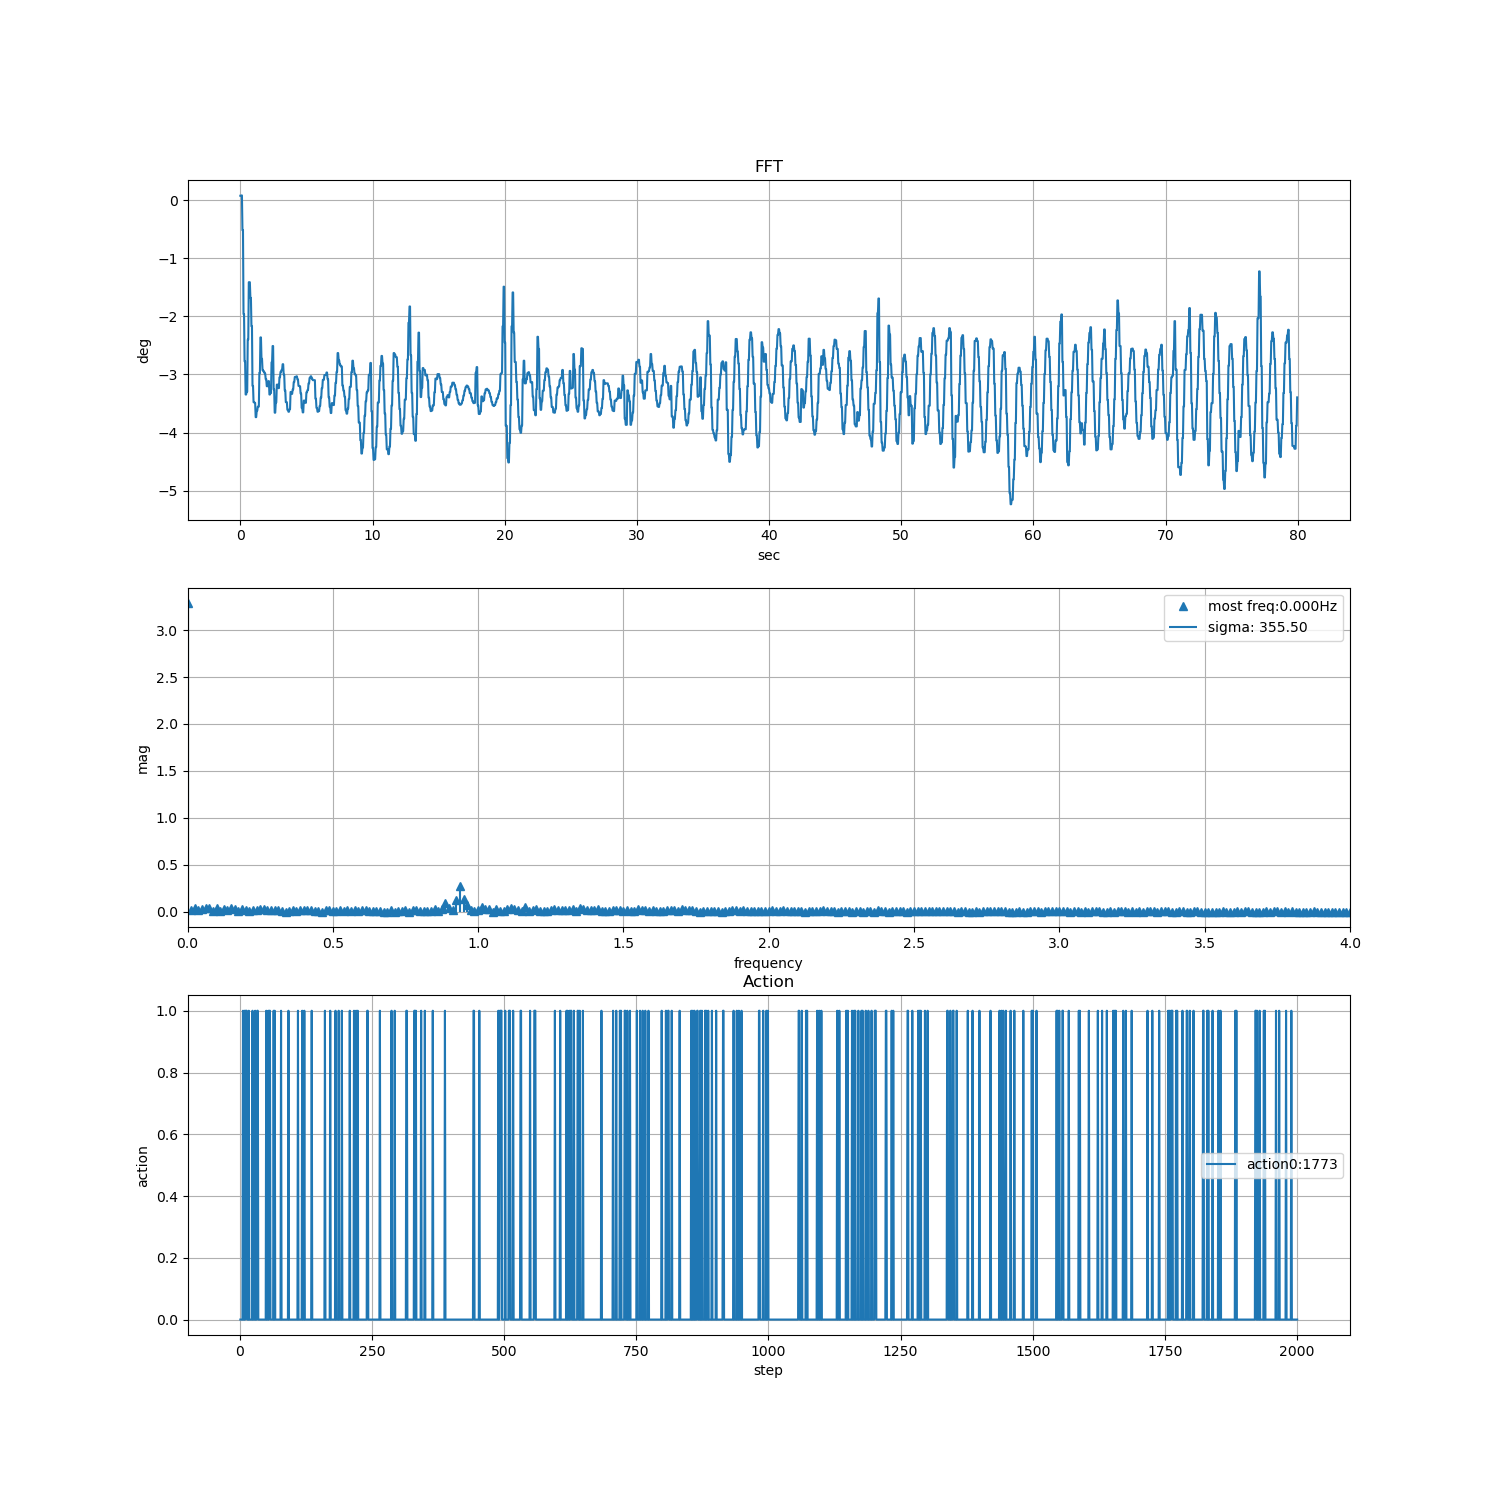 FFT
0
−1
−2
−3
−4
−5
deg
0 10 20 30 40 50 60 70 80
sec
3.0
2.5
2.0
1.5
1.0
0.5
0.0
mag
most freq:0.000Hz
sigma: 355.50
0.0 0.5 1.0 1.5 2.0 2.5 3.0 3.5 4.0
frequency
Action
1.0
0.8
0.6
0.4
0.2
0.0
action
action0:1773
0 250 500 750 1000 1250 1500 1750 2000
step